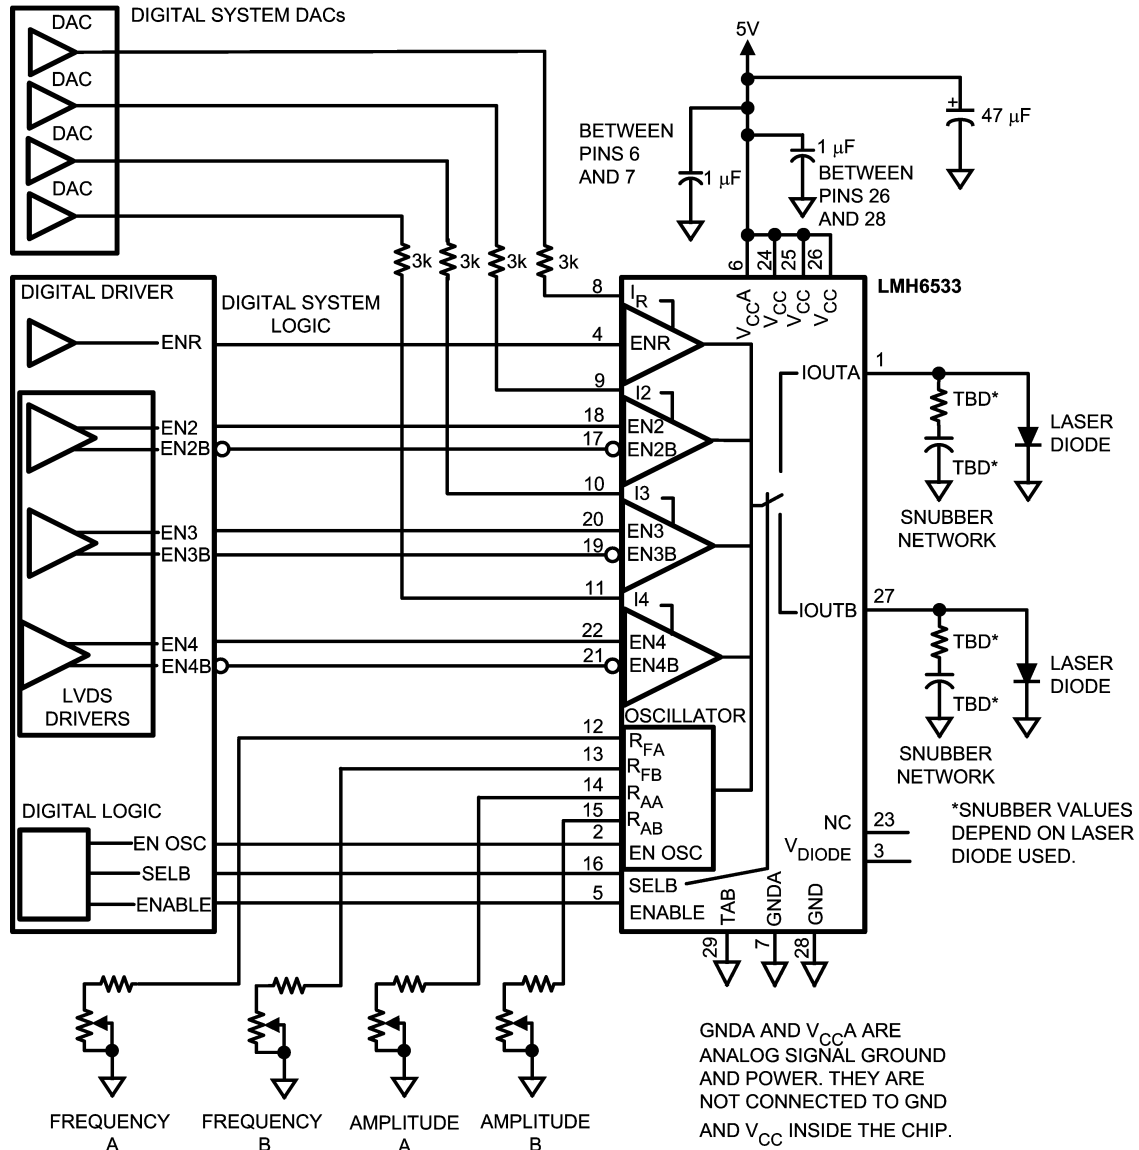 DIGITAL SYSTEM DACs
DAC
DAC
DAC
DAC
5V
+
47 μF
BETWEEN
PINS 6
AND 7
1 μF
1 μF
BETWEEN
PINS 26
AND 28
3k
3k
3k
3k
DIGITAL DRIVER
DIGITAL SYSTEM
LOGIC
ENR
EN2
EN2B
EN3
EN3B
EN4
EN4B
LVDS
DRIVERS
DIGITAL LOGIC
EN OSC
SELB
ENABLE
8
4
9
18
17
10
20
19
11
22
21
12
13
14
15
2
16
5
6
24
25
26
LMH6533
VCCA
VCC
VCC
VCC
IR
ENR
I2
EN2
EN2B
I3
EN3
EN3B
I4
EN4
EN4B
OSCILLATOR
RFA
RFB
RAA
RAB
EN OSC
SELB
ENABLE
IOUTA
1
TBD*
TBD*
LASER
DIODE
SNUBBER
NETWORK
IOUTB
27
TBD*
TBD*
LASER
DIODE
SNUBBER
NETWORK
NC
23
VDIODE
3
*SNUBBER VALUES
DEPEND ON LASER
DIODE USED.
TAB
GNDA
GND
29
7
28
FREQUENCY
A
FREQUENCY
B
AMPLITUDE
A
AMPLITUDE
B
GNDA AND VCCA ARE
ANALOG SIGNAL GROUND
AND POWER. THEY ARE
NOT CONNECTED TO GND
AND VCC INSIDE THE CHIP.